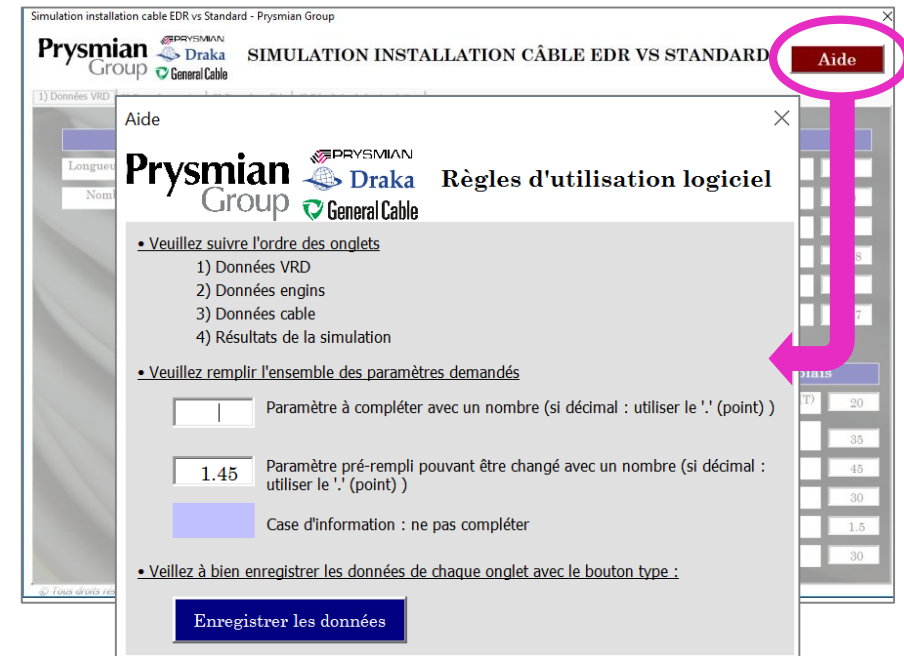 Simulation installation cable EDR vs Standard - Prysmian Group
Prysmian Group PRYSMIAN Draka General Cable
SIMULATION INSTALLATION CÂBLE EDR VS STANDARD
Aide
1) Données VRD
Aide
Prysmian Group PRYSMIAN Draka General Cable
Règles d'utilisation logiciel
• Veuillez suivre l'ordre des onglets
1) Données VRD
2) Données engins
3) Données cable
4) Résultats de la simulation
• Veuillez remplir l'ensemble des paramètres demandés
Paramètre à compléter avec un nombre (si décimal : utiliser le '.' (point) )
1.45
Paramètre pré-rempli pouvant être changé avec un nombre (si décimal :
utiliser le '.' (point) )
Case d'information : ne pas compléter
• Veillez à bien enregistrer les données de chaque onglet avec le bouton type :
Enregistrer les données
20
35
45
30
1.5
30
© Tous droits